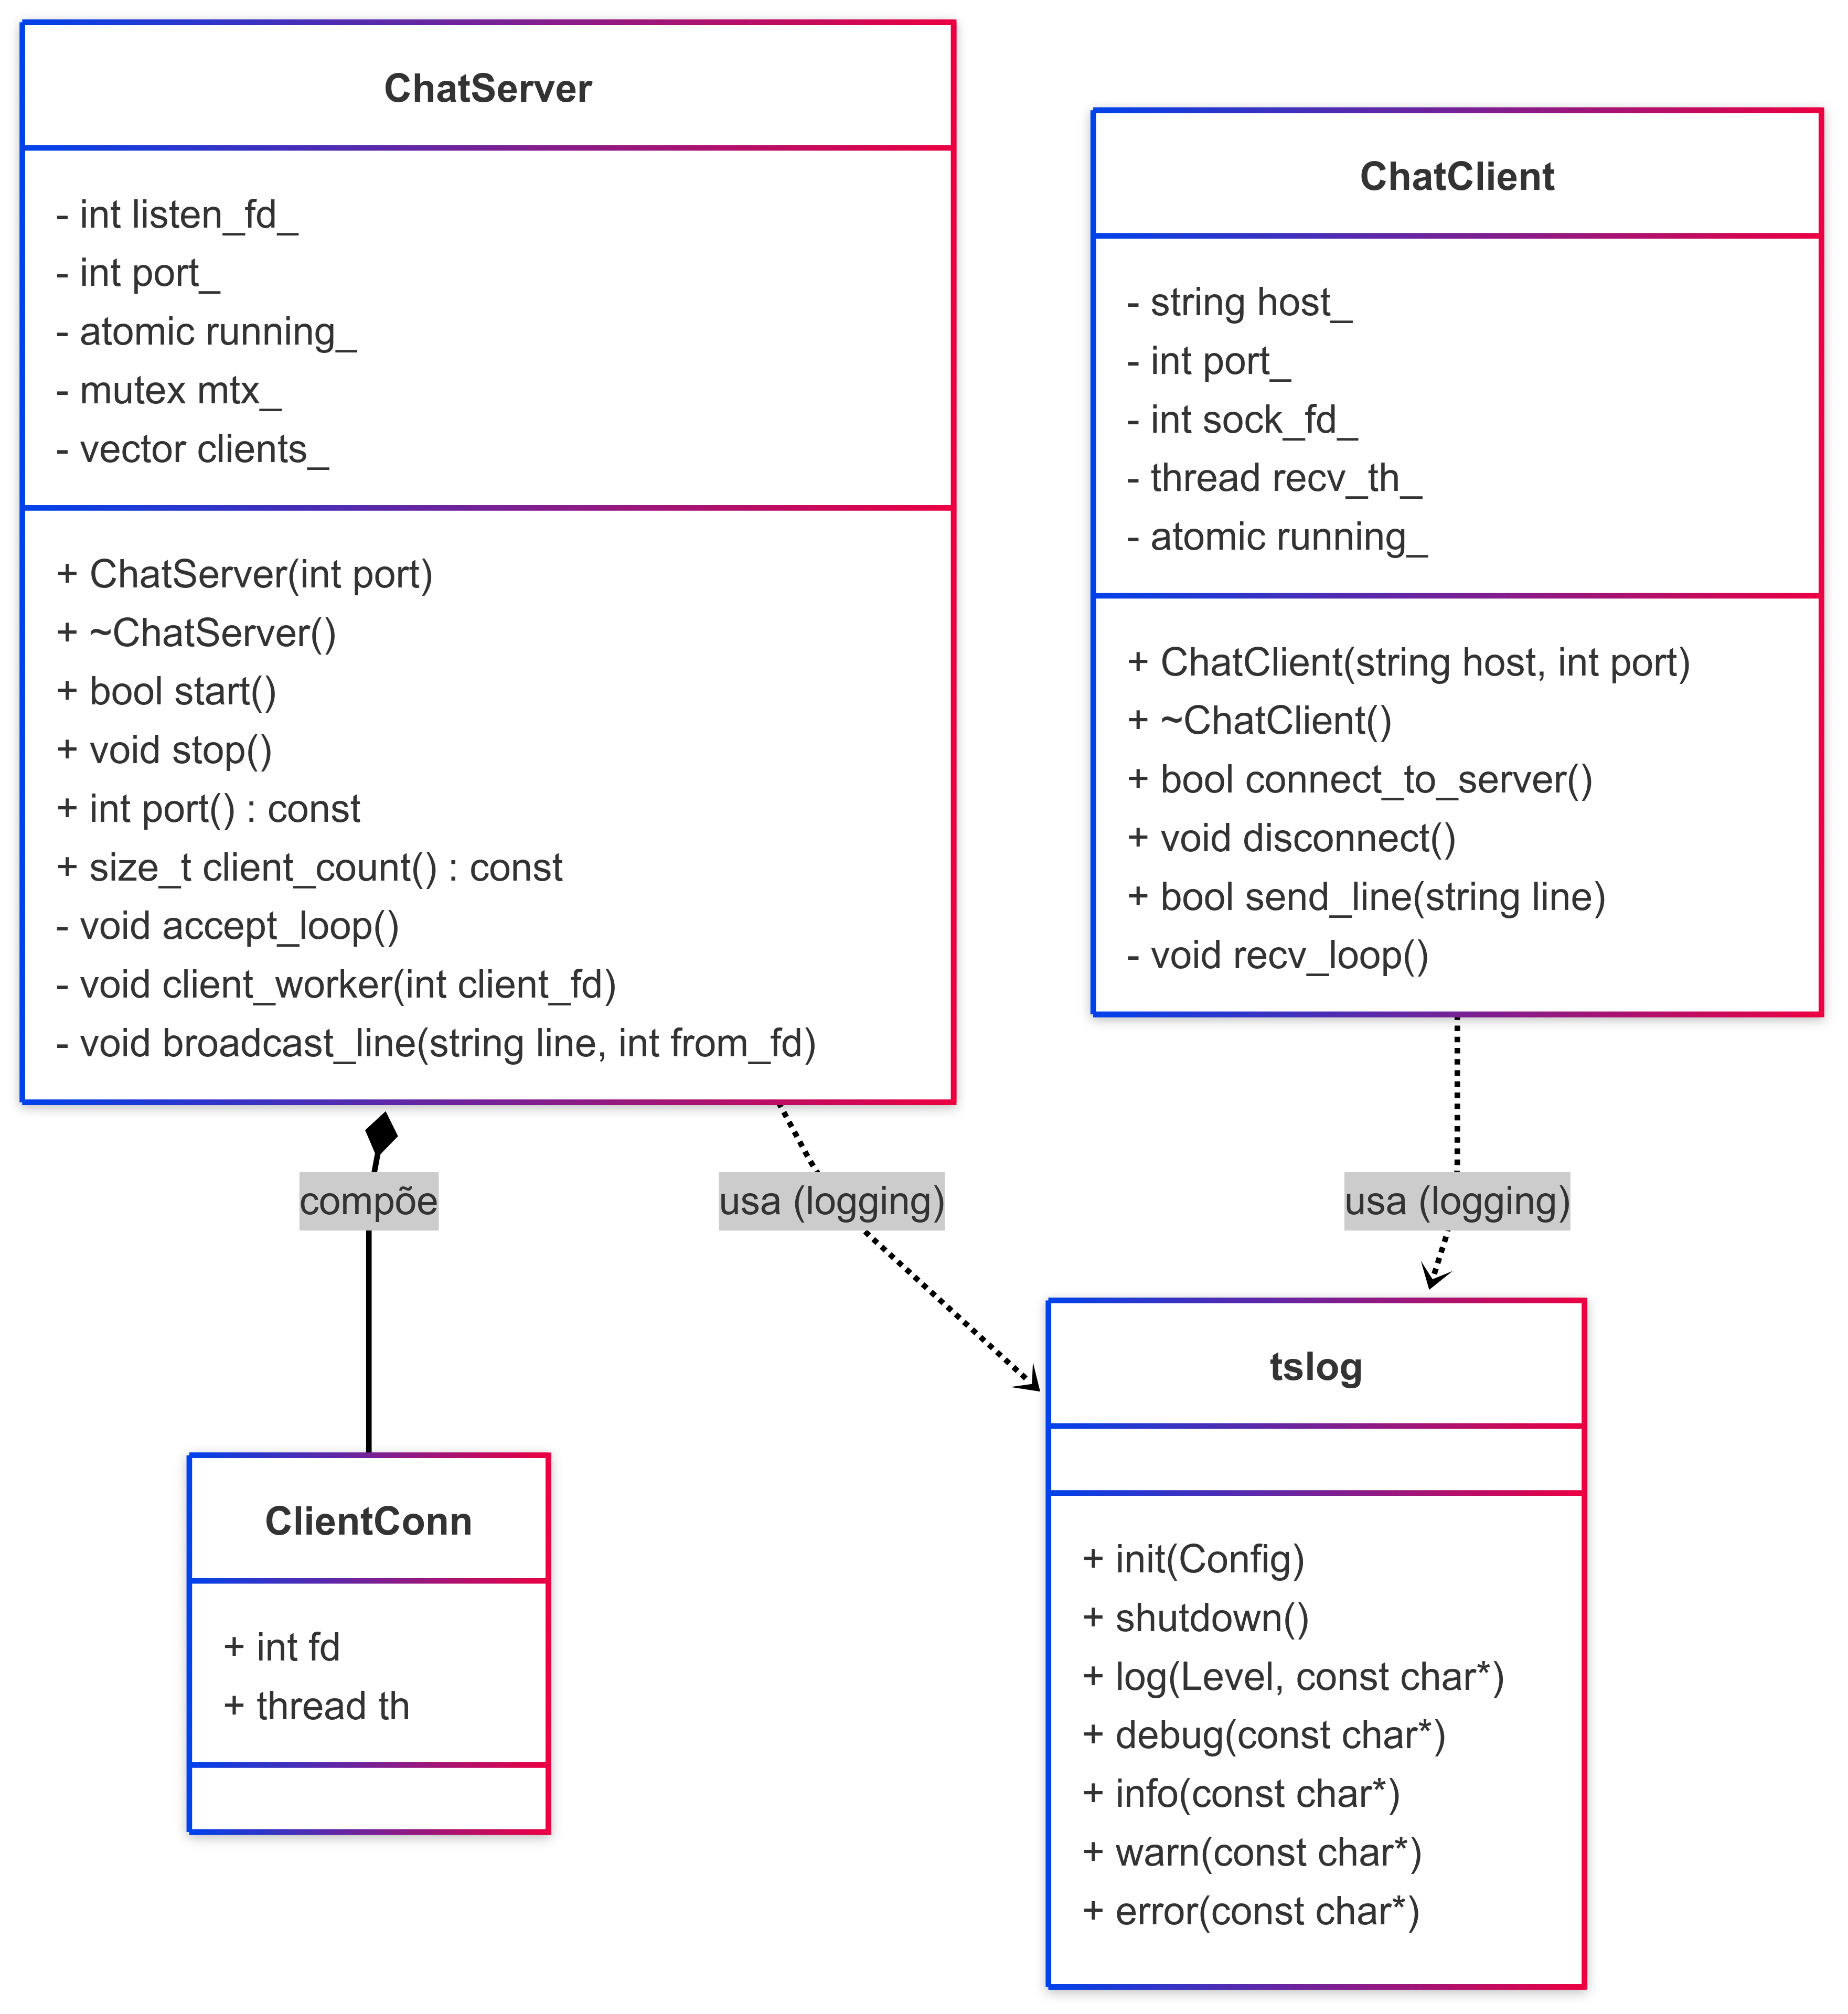 ChatServer
- int listen_fd_
- int port_
- atomic running_
- mutex mtx_
- vector clients_
+ ChatServer(int port)
+ ~ChatServer()
+ bool start()
+ void stop()
+ int port() : const
+ size_t client_count() : const
- void accept_loop()
- void client_worker(int client_fd)
- void broadcast_line(string line, int from_fd)
ChatClient
- string host_
- int port_
- int sock_fd_
- thread recv_th_
- atomic running_
+ ChatClient(string host, int port)
+ ~ChatClient()
+ bool connect_to_server()
+ void disconnect()
+ bool send_line(string line)
- void recv_loop()
compõe
usa (logging)
usa (logging)
ClientConn
+ int fd
+ thread th
tslog
+ init(Config)
+ shutdown()
+ log(Level, const char*)
+ debug(const char*)
+ info(const char*)
+ warn(const char*)
+ error(const char*)